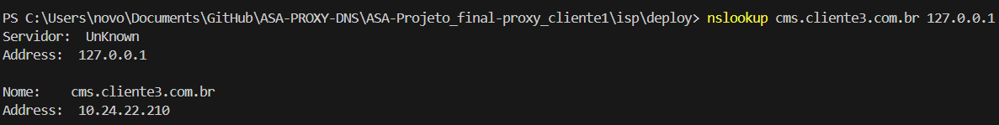 PS C:\Users\novo\Documents\GitHub\ASA-PROXY-DNS\ASA-Projeto_final-proxy_cliente1\isp\deploy> nslookup cms.cliente3.com.br 127.0.0.1
Servidor:  UnKnown
Address:  127.0.0.1
Nome:    cms.cliente3.com.br
Address:  10.24.22.210